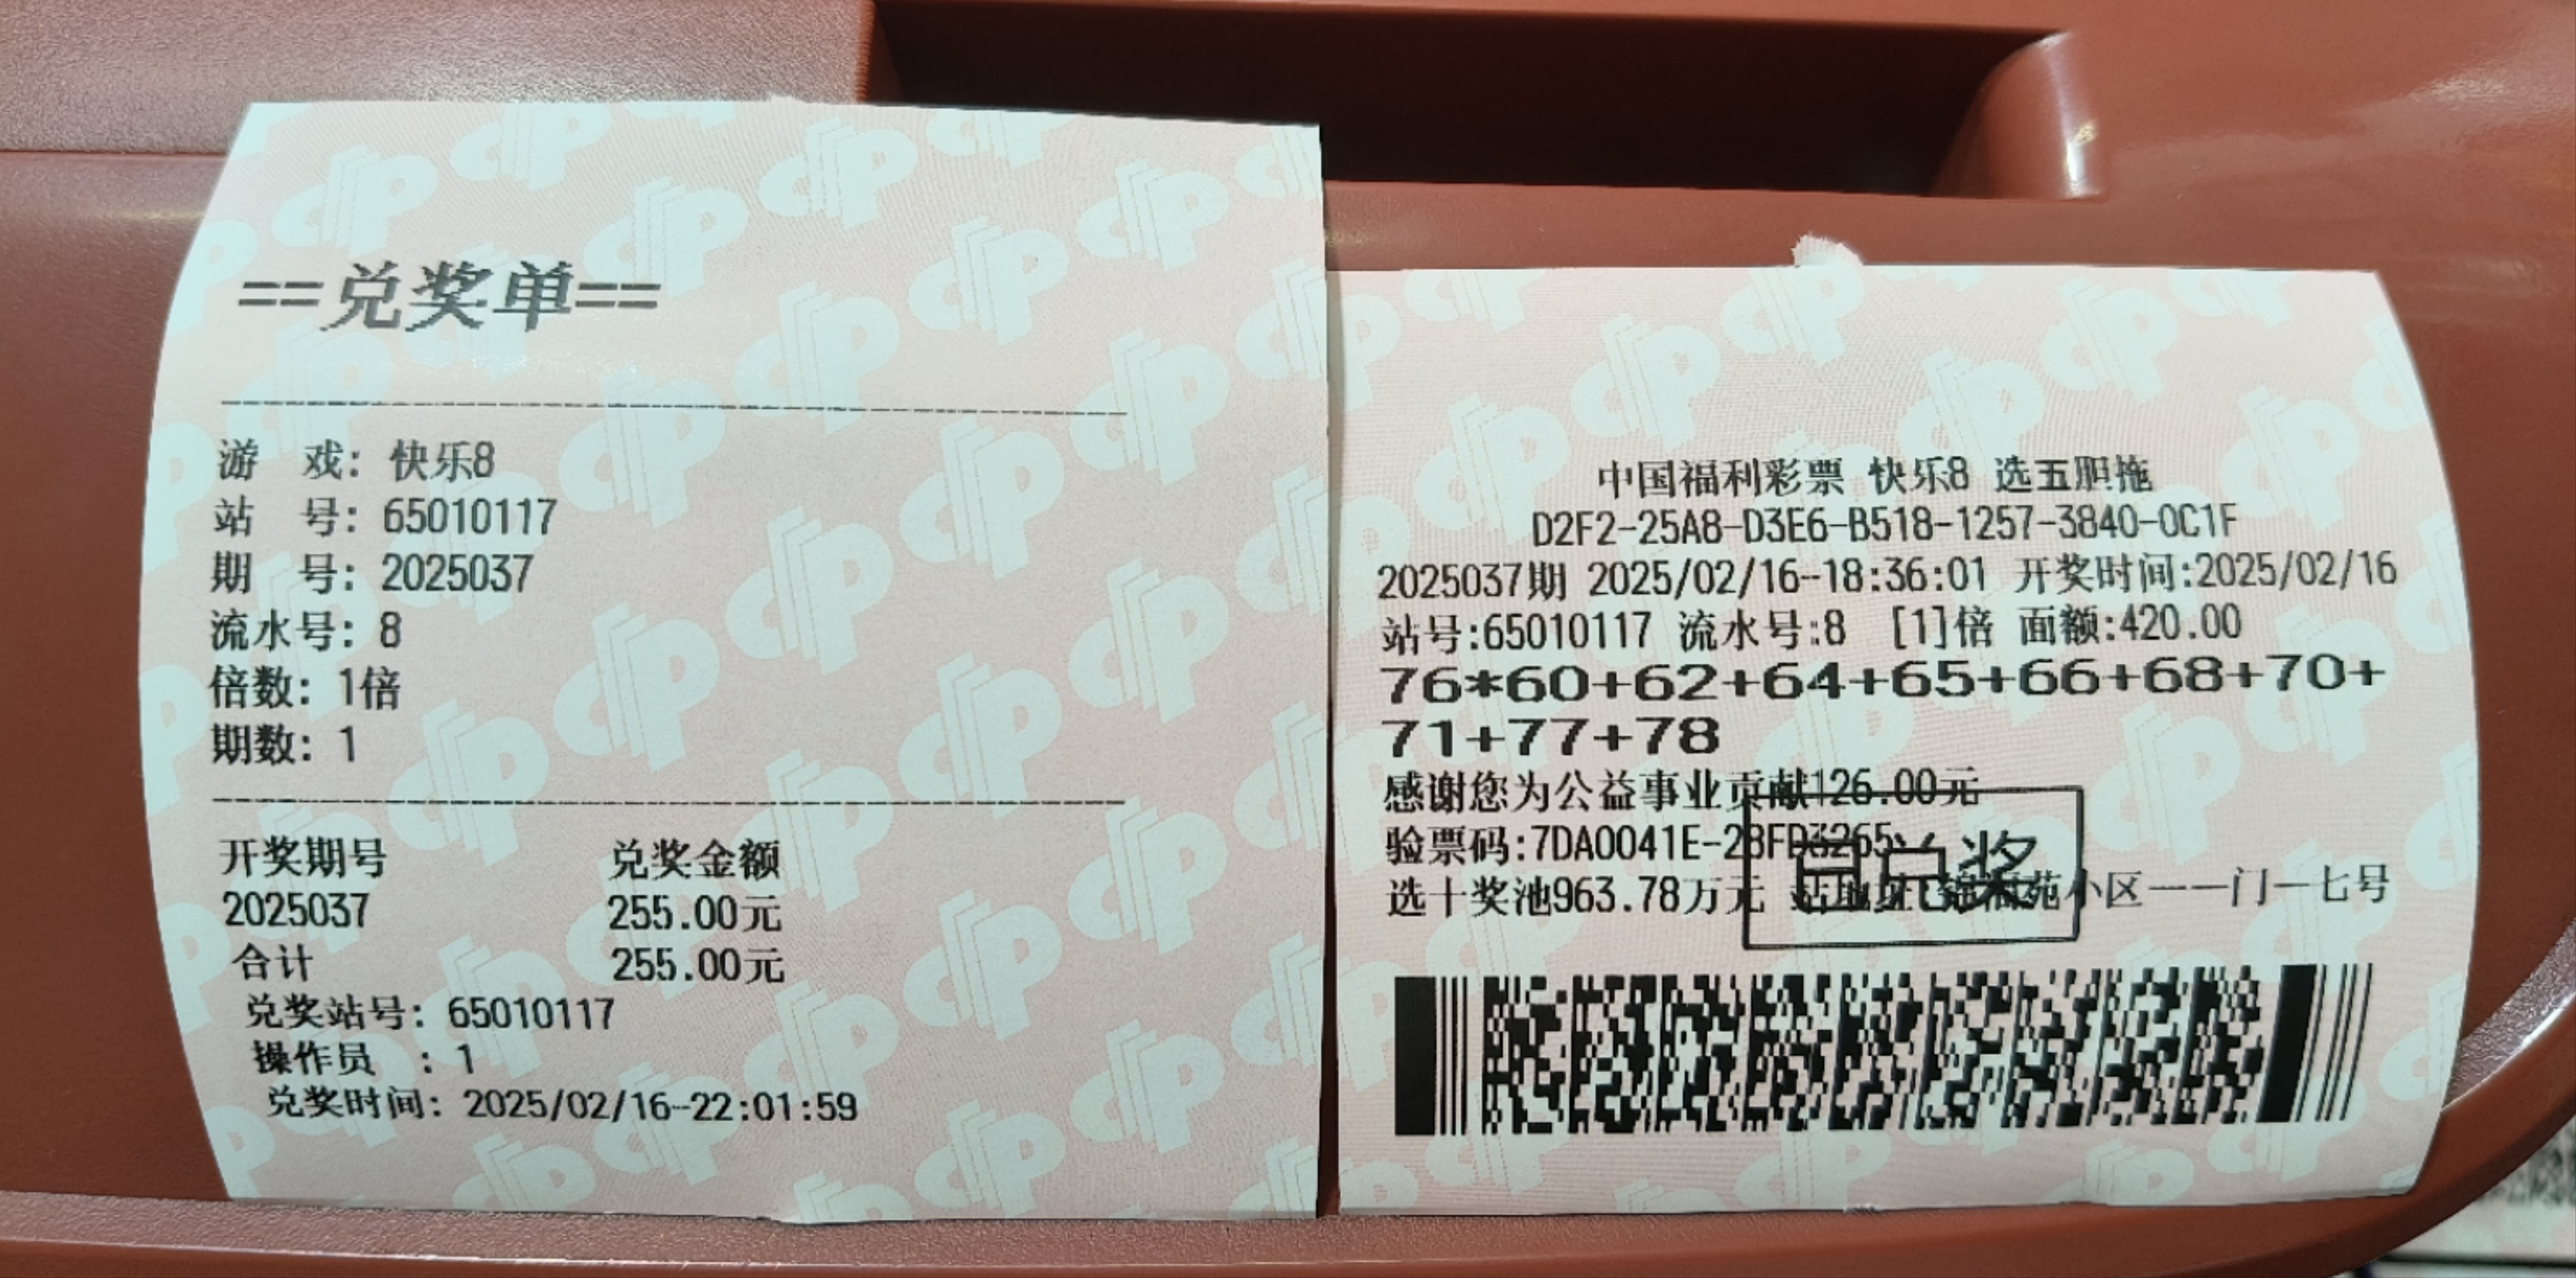 ==兑奖单==
游　戏: 快乐8
站　号: 65010117
期　号: 2025037
流水号: 8
倍数: 1倍
期数: 1
开奖期号 兑奖金额
2025037 255.00元
合计 255.00元
兑奖站号: 65010117
操作员　: 1
兑奖时间: 2025/02/16-22:01:59
中国福利彩票 快乐8 选五胆拖
D2F2-25A8-D3E6-B518-1257-3840-0C1F
2025037期 2025/02/16-18:36:01 开奖时间:2025/02/16
站号:65010117 流水号:8 [1]倍 面额:420.00
76*60+62+64+65+66+68+70+
71+77+78
感谢您为公益事业贡献126.00元
验票码:7DA0041E-28FD3265
已兑奖
选十奖池963.78万元 站地址:苑小区一一门一七号